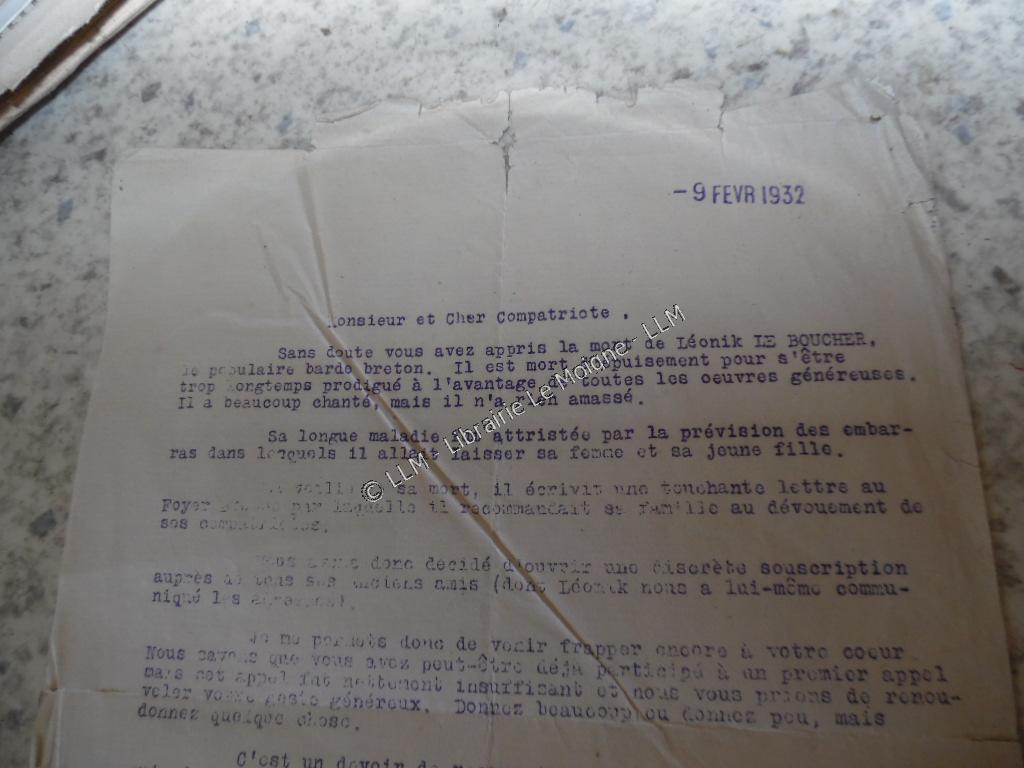 - 9 FEVR 1932
Monsieur et Cher Compatriote ,
Sans doute vous avez appris la mort de Léonik LE BOUCHER,
le populaire barde breton. Il est mort d'épuisement pour s'être
trop longtemps prodigué à l'avantage de toutes les oeuvres généreuses.
Il a beaucoup chanté, mais il n'a rien amassé.
Sa longue maladie fut attristée par la prévision des embar-
ras dans lesquels il allait laisser sa femme et sa jeune fille.
sa mort, il écrivit une touchante lettre au
Foyer par laquelle il recommandait sa famille au dévouement de
ses compatriotes.
Nous avons donc décidé d'ouvrir une discrète souscription
auprès de tous ses anciens amis (dont Léonik nous a lui-même commu-
niqué les adresses).
Je me permets donc de venir frapper encore à votre coeur
Nous savons que vous avez peut-être déjà participé à un premier appel
mais cet appel fut nettement insuffisant et nous vous prions de renou-
veler votre geste généreux. Donnez beaucoup ou donnez peu, mais
donnez quelque chose.
C'est un devoir de
© LLM - Librairie Le Moigne - LLM